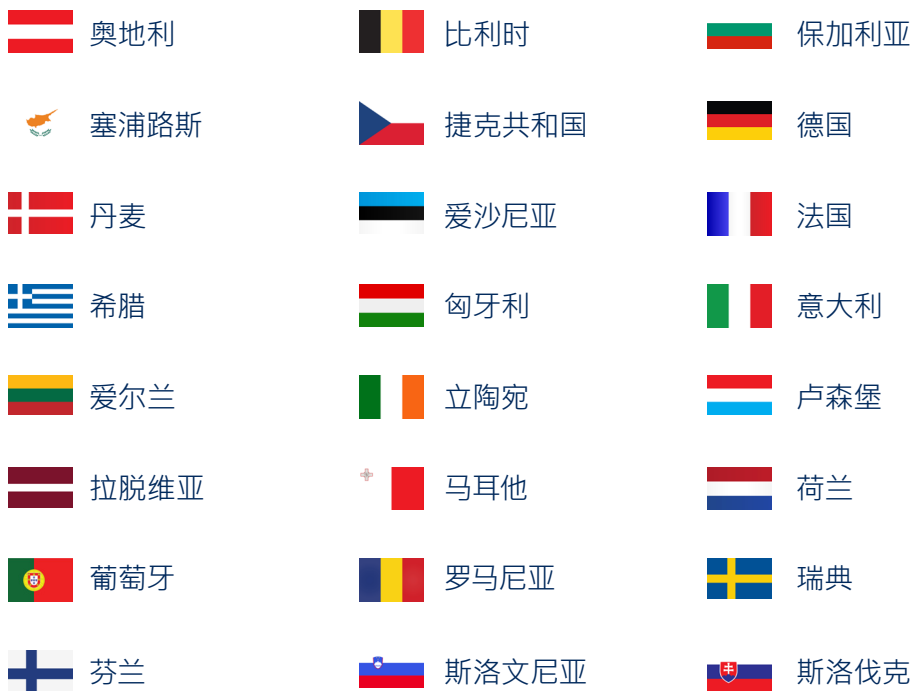 奥地利
比利时
保加利亚
塞浦路斯
捷克共和国
德国
丹麦
爱沙尼亚
法国
希腊
匈牙利
意大利
爱尔兰
立陶宛
卢森堡
拉脱维亚
马耳他
荷兰
葡萄牙
罗马尼亚
瑞典
芬兰
斯洛文尼亚
斯洛伐克